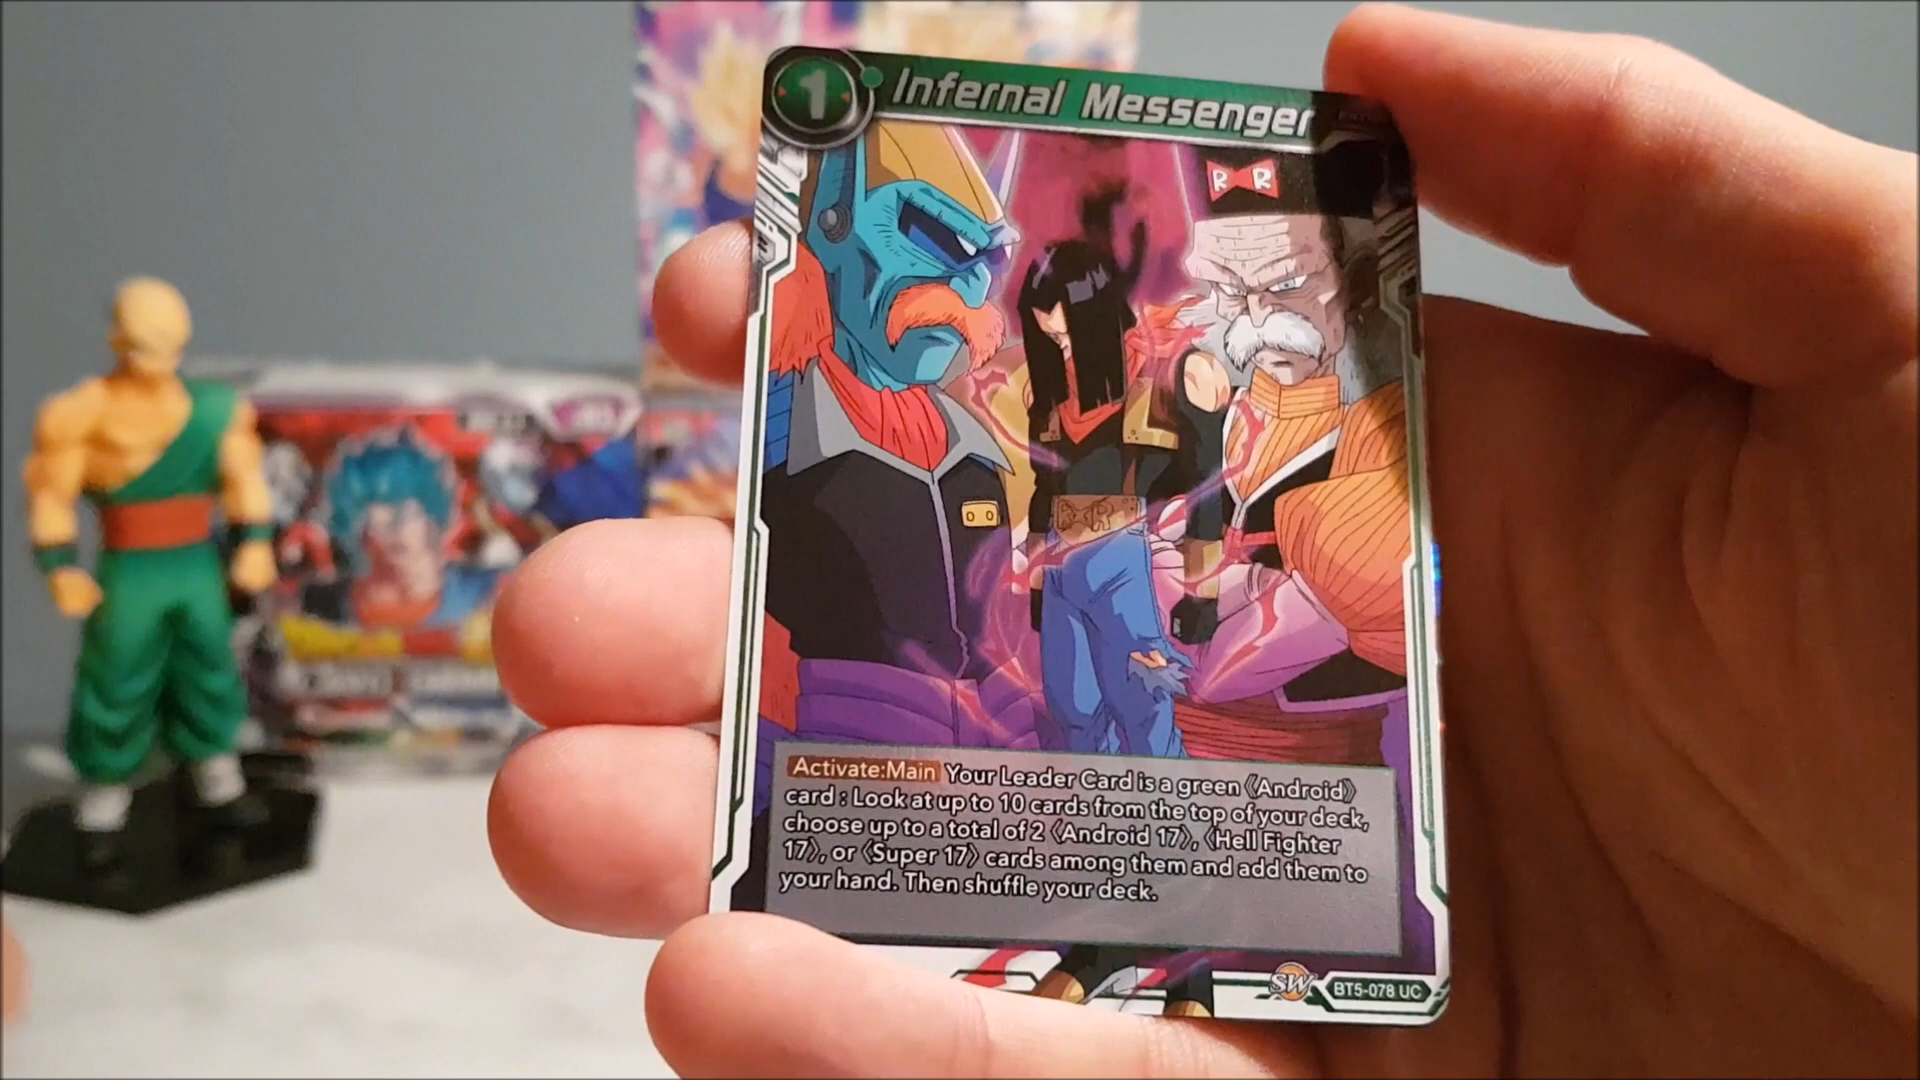 1 Infernal Messenger
R R
R R
Activate:Main Your Leader Card is a green 《Android》
card : Look at up to 10 cards from the top of your deck,
choose up to a total of 2 〈Android 17〉, 〈Hell Fighter
17〉, or 〈Super 17〉 cards among them and add them to
your hand. Then shuffle your deck.
SW BT5-078 UC